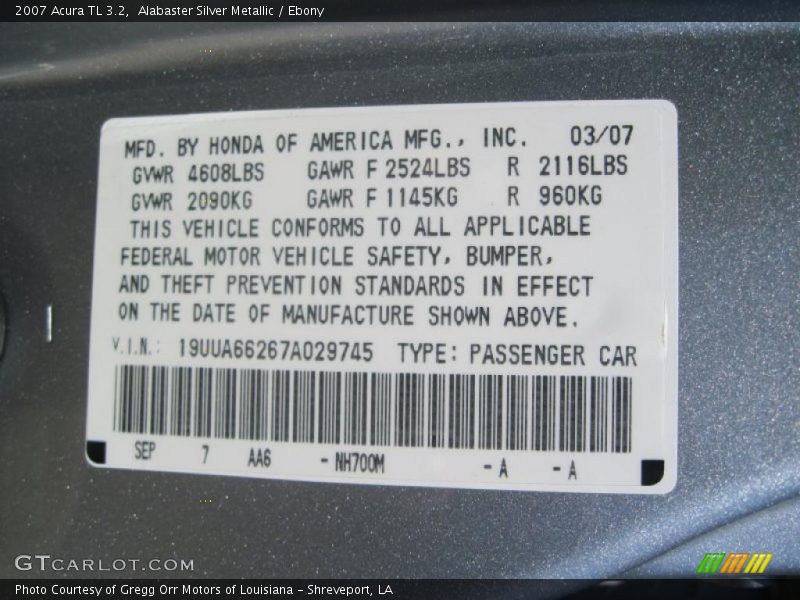 2007 Acura TL 3.2,  Alabaster Silver Metallic / Ebony
MFD. BY HONDA OF AMERICA MFG., INC. 03/07
GVWR 4608LBS GAWR F 2524LBS R 2116LBS
GVWR 2090KG GAWR F 1145KG R 960KG
THIS VEHICLE CONFORMS TO ALL APPLICABLE
FEDERAL MOTOR VEHICLE SAFETY, BUMPER,
AND THEFT PREVENTION STANDARDS IN EFFECT
ON THE DATE OF MANUFACTURE SHOWN ABOVE.
V.I.N.: 19UUA66267A029745 TYPE: PASSENGER CAR
SEP 7 AA6 - NH700M - A - A
GTCARLOT.COM
Photo Courtesy of Gregg Orr Motors of Louisiana – Shreveport, LA